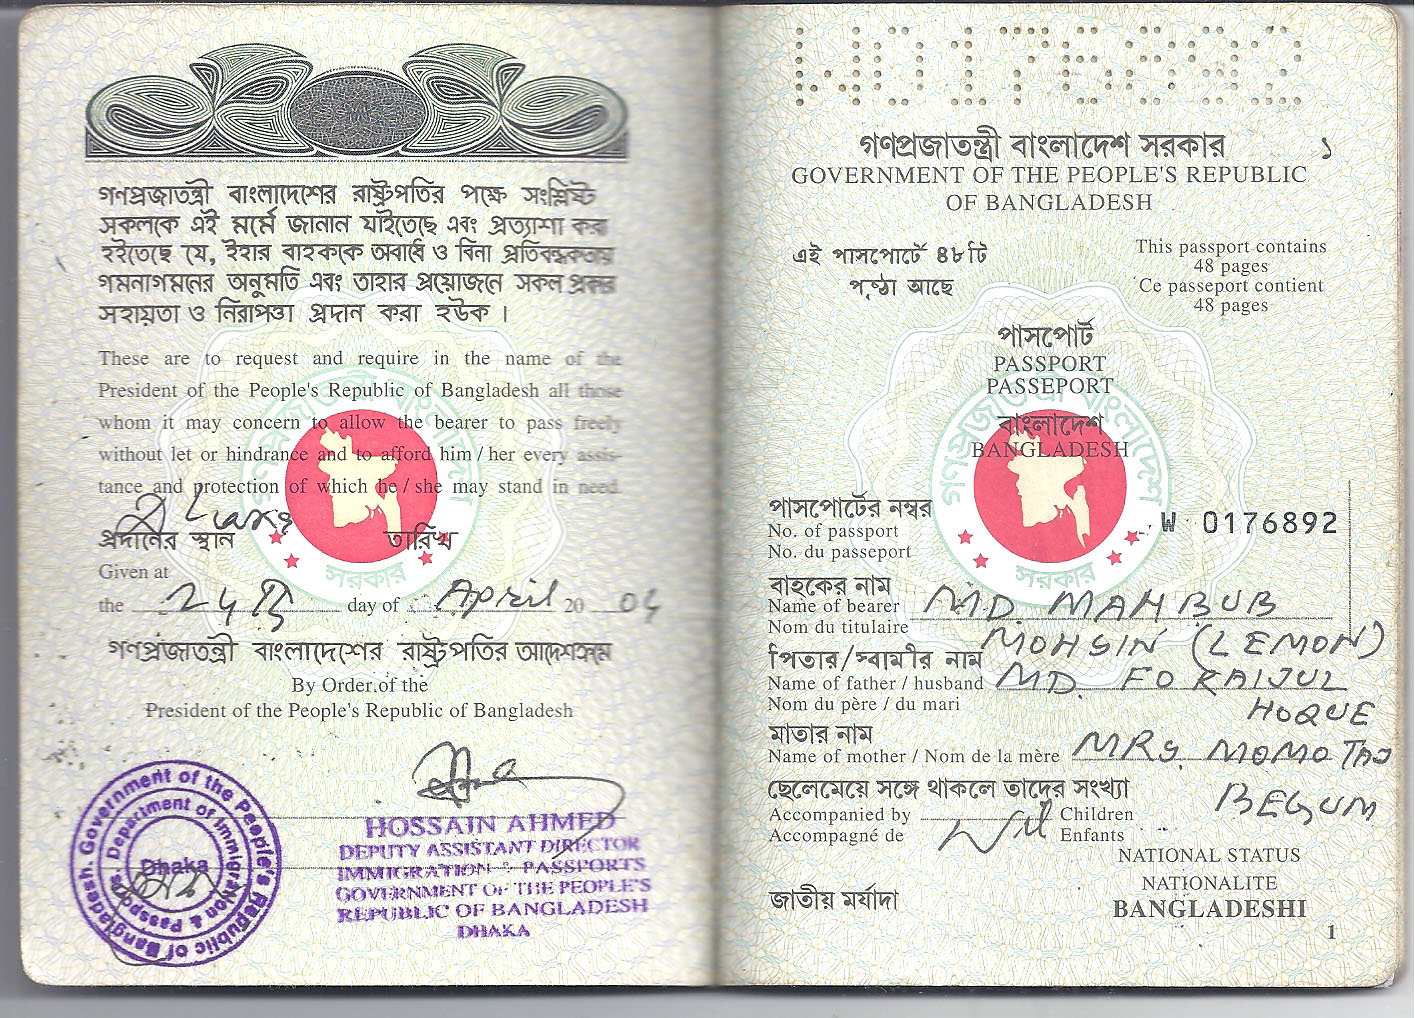 গণপ্রজাতন্ত্রী বাংলাদেশের রাষ্ট্রপতির পক্ষে সংশ্লিষ্ট
সকলকে এই মর্মে জানান যাইতেছে এবং প্রত্যাশা করা
হইতেছে যে, ইহার বাহককে অবাধে ও বিনা প্রতিবন্ধকতায়
গমনাগমনের অনুমতি এবং তাহার প্রয়োজনে সকল প্রকার
সহায়তা ও নিরাপত্তা প্রদান করা হউক ।
These are to request and require in the name of the
President of the People's Republic of Bangladesh all those
whom it may concern to allow the bearer to pass freely
without let or hindrance and to afford him / her every assis-
tance and protection of which he / she may stand in need.
প্রদানের স্থান তারিখ
Given at
the 24th day of April 20 04
গণপ্রজাতন্ত্রী বাংলাদেশের রাষ্ট্রপতির আদেশক্রমে
By Order of the
President of the People's Republic of Bangladesh
HOSSAIN AHMED
DEPUTY ASSISTANT DIRECTOR
IMMIGRATION & PASSPORTS
GOVERNMENT OF THE PEOPLE'S
REPUBLIC OF BANGLADESH
DHAKA
Government of the People's Republic of Bangladesh
Department of Immigration & Passports
Dhaka
W0176892
গণপ্রজাতন্ত্রী বাংলাদেশ সরকার ১
GOVERNMENT OF THE PEOPLE'S REPUBLIC
OF BANGLADESH
এই পাসপোর্টে ৪৮টি
পৃষ্ঠা আছে
This passport contains
48 pages
Ce passeport contient
48 pages
পাসপোর্ট
PASSPORT
PASSEPORT
বাংলাদেশ
BANGLADESH
গণপ্রজাতন্ত্রী বাংলাদেশ
সরকার
পাসপোর্টের নম্বর
No. of passport W 0176892
No. du passeport
বাহকের নাম
Name of bearer MD. MAHBUB
Nom du titulaire MOHSIN (LEMON)
পিতার/স্বামীর নাম
Name of father / husband MD. FORAIJUL
Nom du père / du mari HOQUE
মাতার নাম
Name of mother / Nom de la mère MRS. MOMOTAJ
BEGUM
ছেলেমেয়ে সঙ্গে থাকলে তাদের সংখ্যা
Accompanied by Nil Children
Accompagné de Enfants
NATIONAL STATUS
NATIONALITE
জাতীয় মর্যাদা BANGLADESHI
1